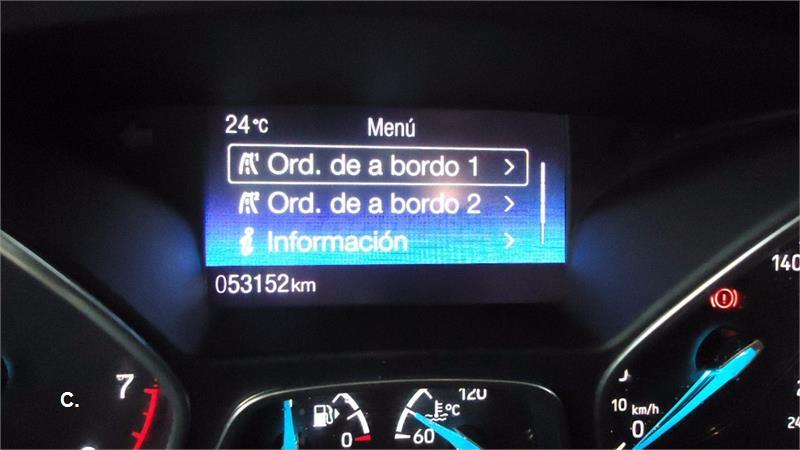 24°C Menú
Ord. de a bordo 1
Ord. de a bordo 2
Información
053152km
140
C.
7
0
120
°C
60
10 km/h
0